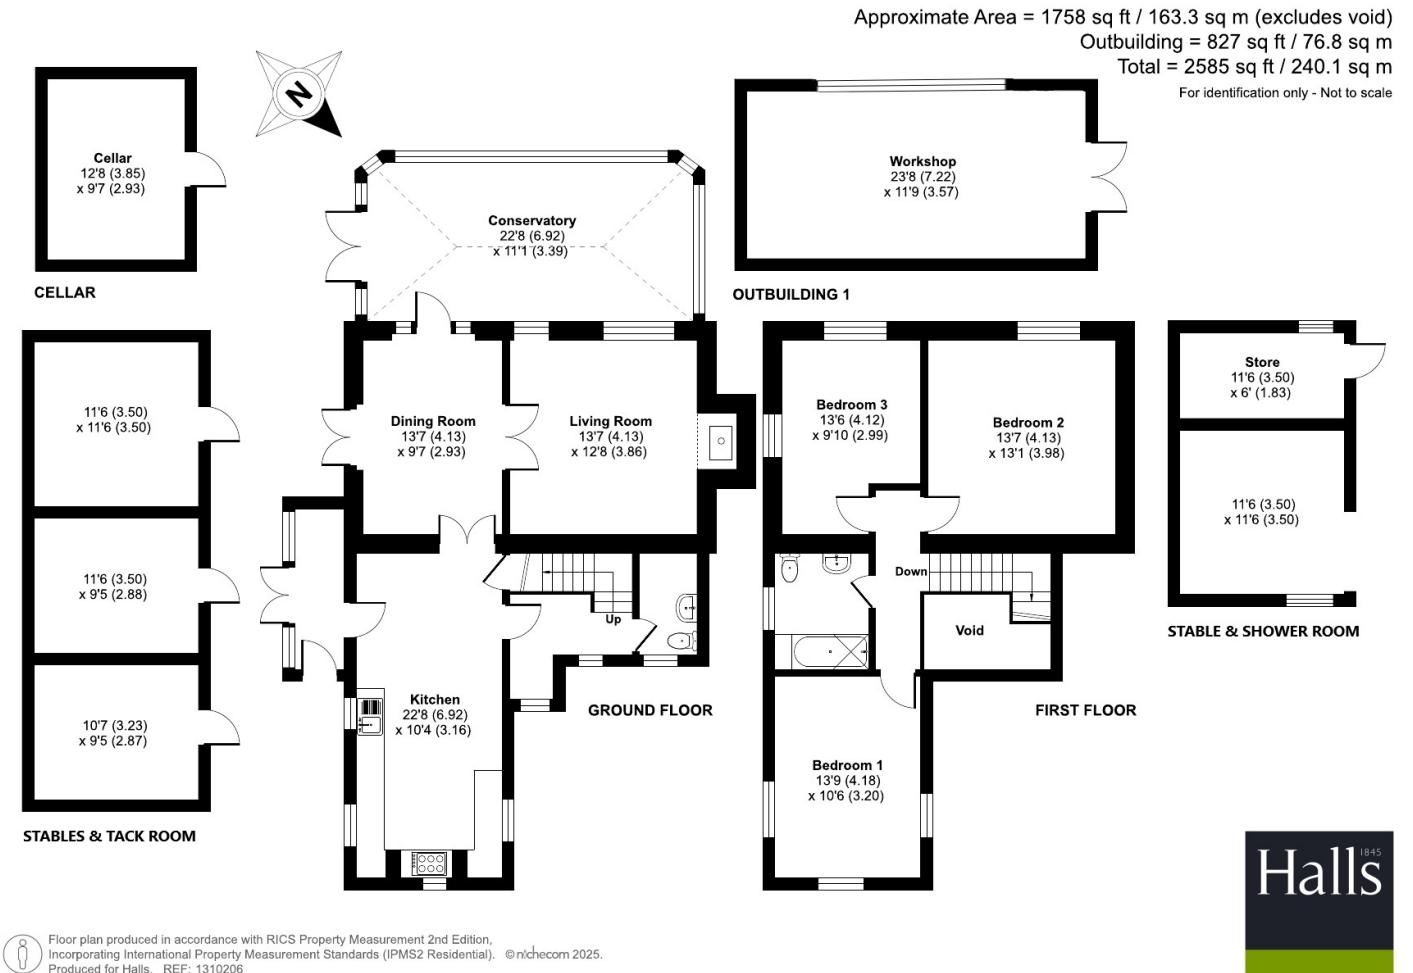 Approximate Area = 1758 sq ft / 163.3 sq m (excludes void)
Outbuilding = 827 sq ft / 76.8 sq m
Total = 2585 sq ft / 240.1 sq m
For identification only - Not to scale
N
Cellar
12'8 (3.85)
x 9'7 (2.93)
CELLAR
Conservatory
22'8 (6.92)
x 11'1 (3.39)
Workshop
23'8 (7.22)
x 11'9 (3.57)
OUTBUILDING 1
11'6 (3.50)
x 11'6 (3.50)
11'6 (3.50)
x 9'5 (2.88)
10'7 (3.23)
x 9'5 (2.87)
STABLES & TACK ROOM
Dining Room
13'7 (4.13)
x 9'7 (2.93)
Living Room
13'7 (4.13)
x 12'8 (3.86)
Up
Kitchen
22'8 (6.92)
x 10'4 (3.16)
GROUND FLOOR
Bedroom 3
13'6 (4.12)
x 9'10 (2.99)
Bedroom 2
13'7 (4.13)
x 13'1 (3.98)
Down
Void
Bedroom 1
13'9 (4.18)
x 10'6 (3.20)
FIRST FLOOR
Store
11'6 (3.50)
x 6' (1.83)
11'6 (3.50)
x 11'6 (3.50)
STABLE & SHOWER ROOM
1845
Halls
Floor plan produced in accordance with RICS Property Measurement 2nd Edition,
Incorporating International Property Measurement Standards (IPMS2 Residential). © nichecom 2025.
Produced for Halls. REF: 1310206